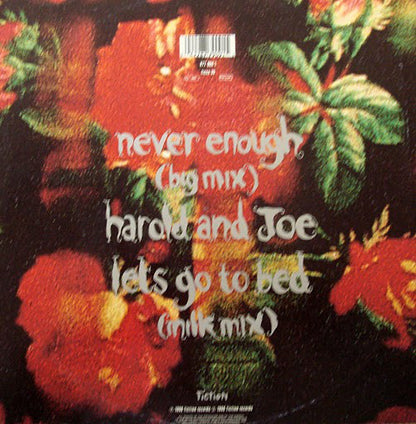 never enough
(big mix)
harold and Joe
lets go to bed
(milk mix)
Fiction